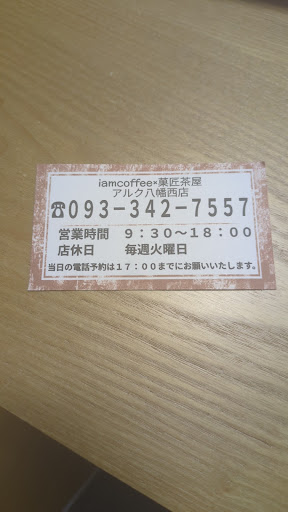 iamcoffee×菓匠茶屋
アルク八幡西店
☎093-342-7557
営業時間 9:30～18:00
店休日 毎週火曜日
当日の電話予約は17:00までにお願いいたします。